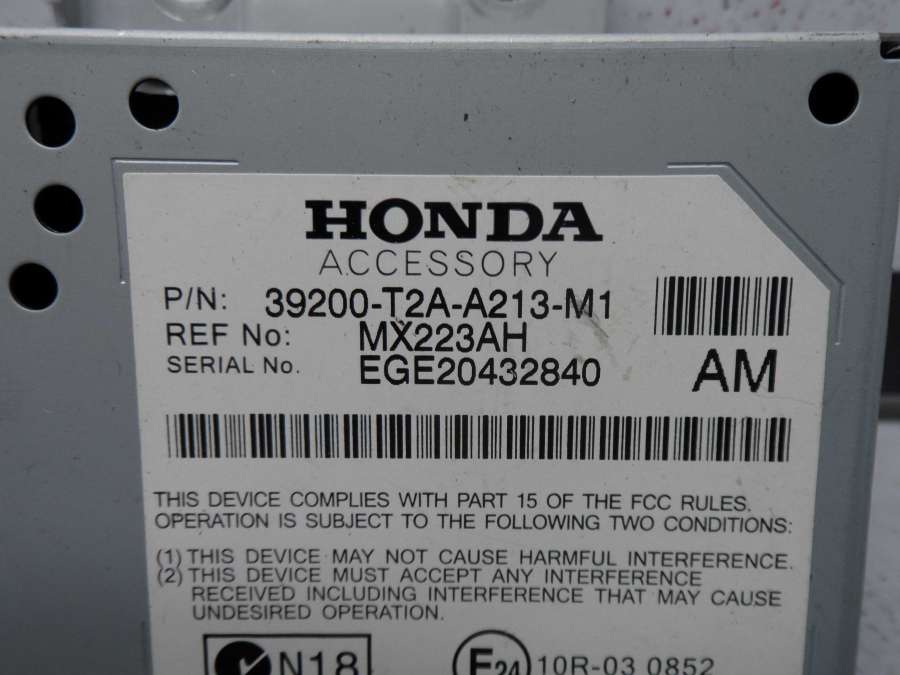 HONDA
ACCESSORY
P/N: 39200-T2A-A213-M1
REF No: MX223AH
SERIAL No. EGE20432840
AM
THIS DEVICE COMPLIES WITH PART 15 OF THE FCC RULES.
OPERATION IS SUBJECT TO THE FOLLOWING TWO CONDITIONS:
(1) THIS DEVICE MAY NOT CAUSE HARMFUL INTERFERENCE.
(2) THIS DEVICE MUST ACCEPT ANY INTERFERENCE
RECEIVED INCLUDING INTERFERENCE THAT MAY CAUSE
UNDESIRED OPERATION.
N18 E24 10R-03 0852